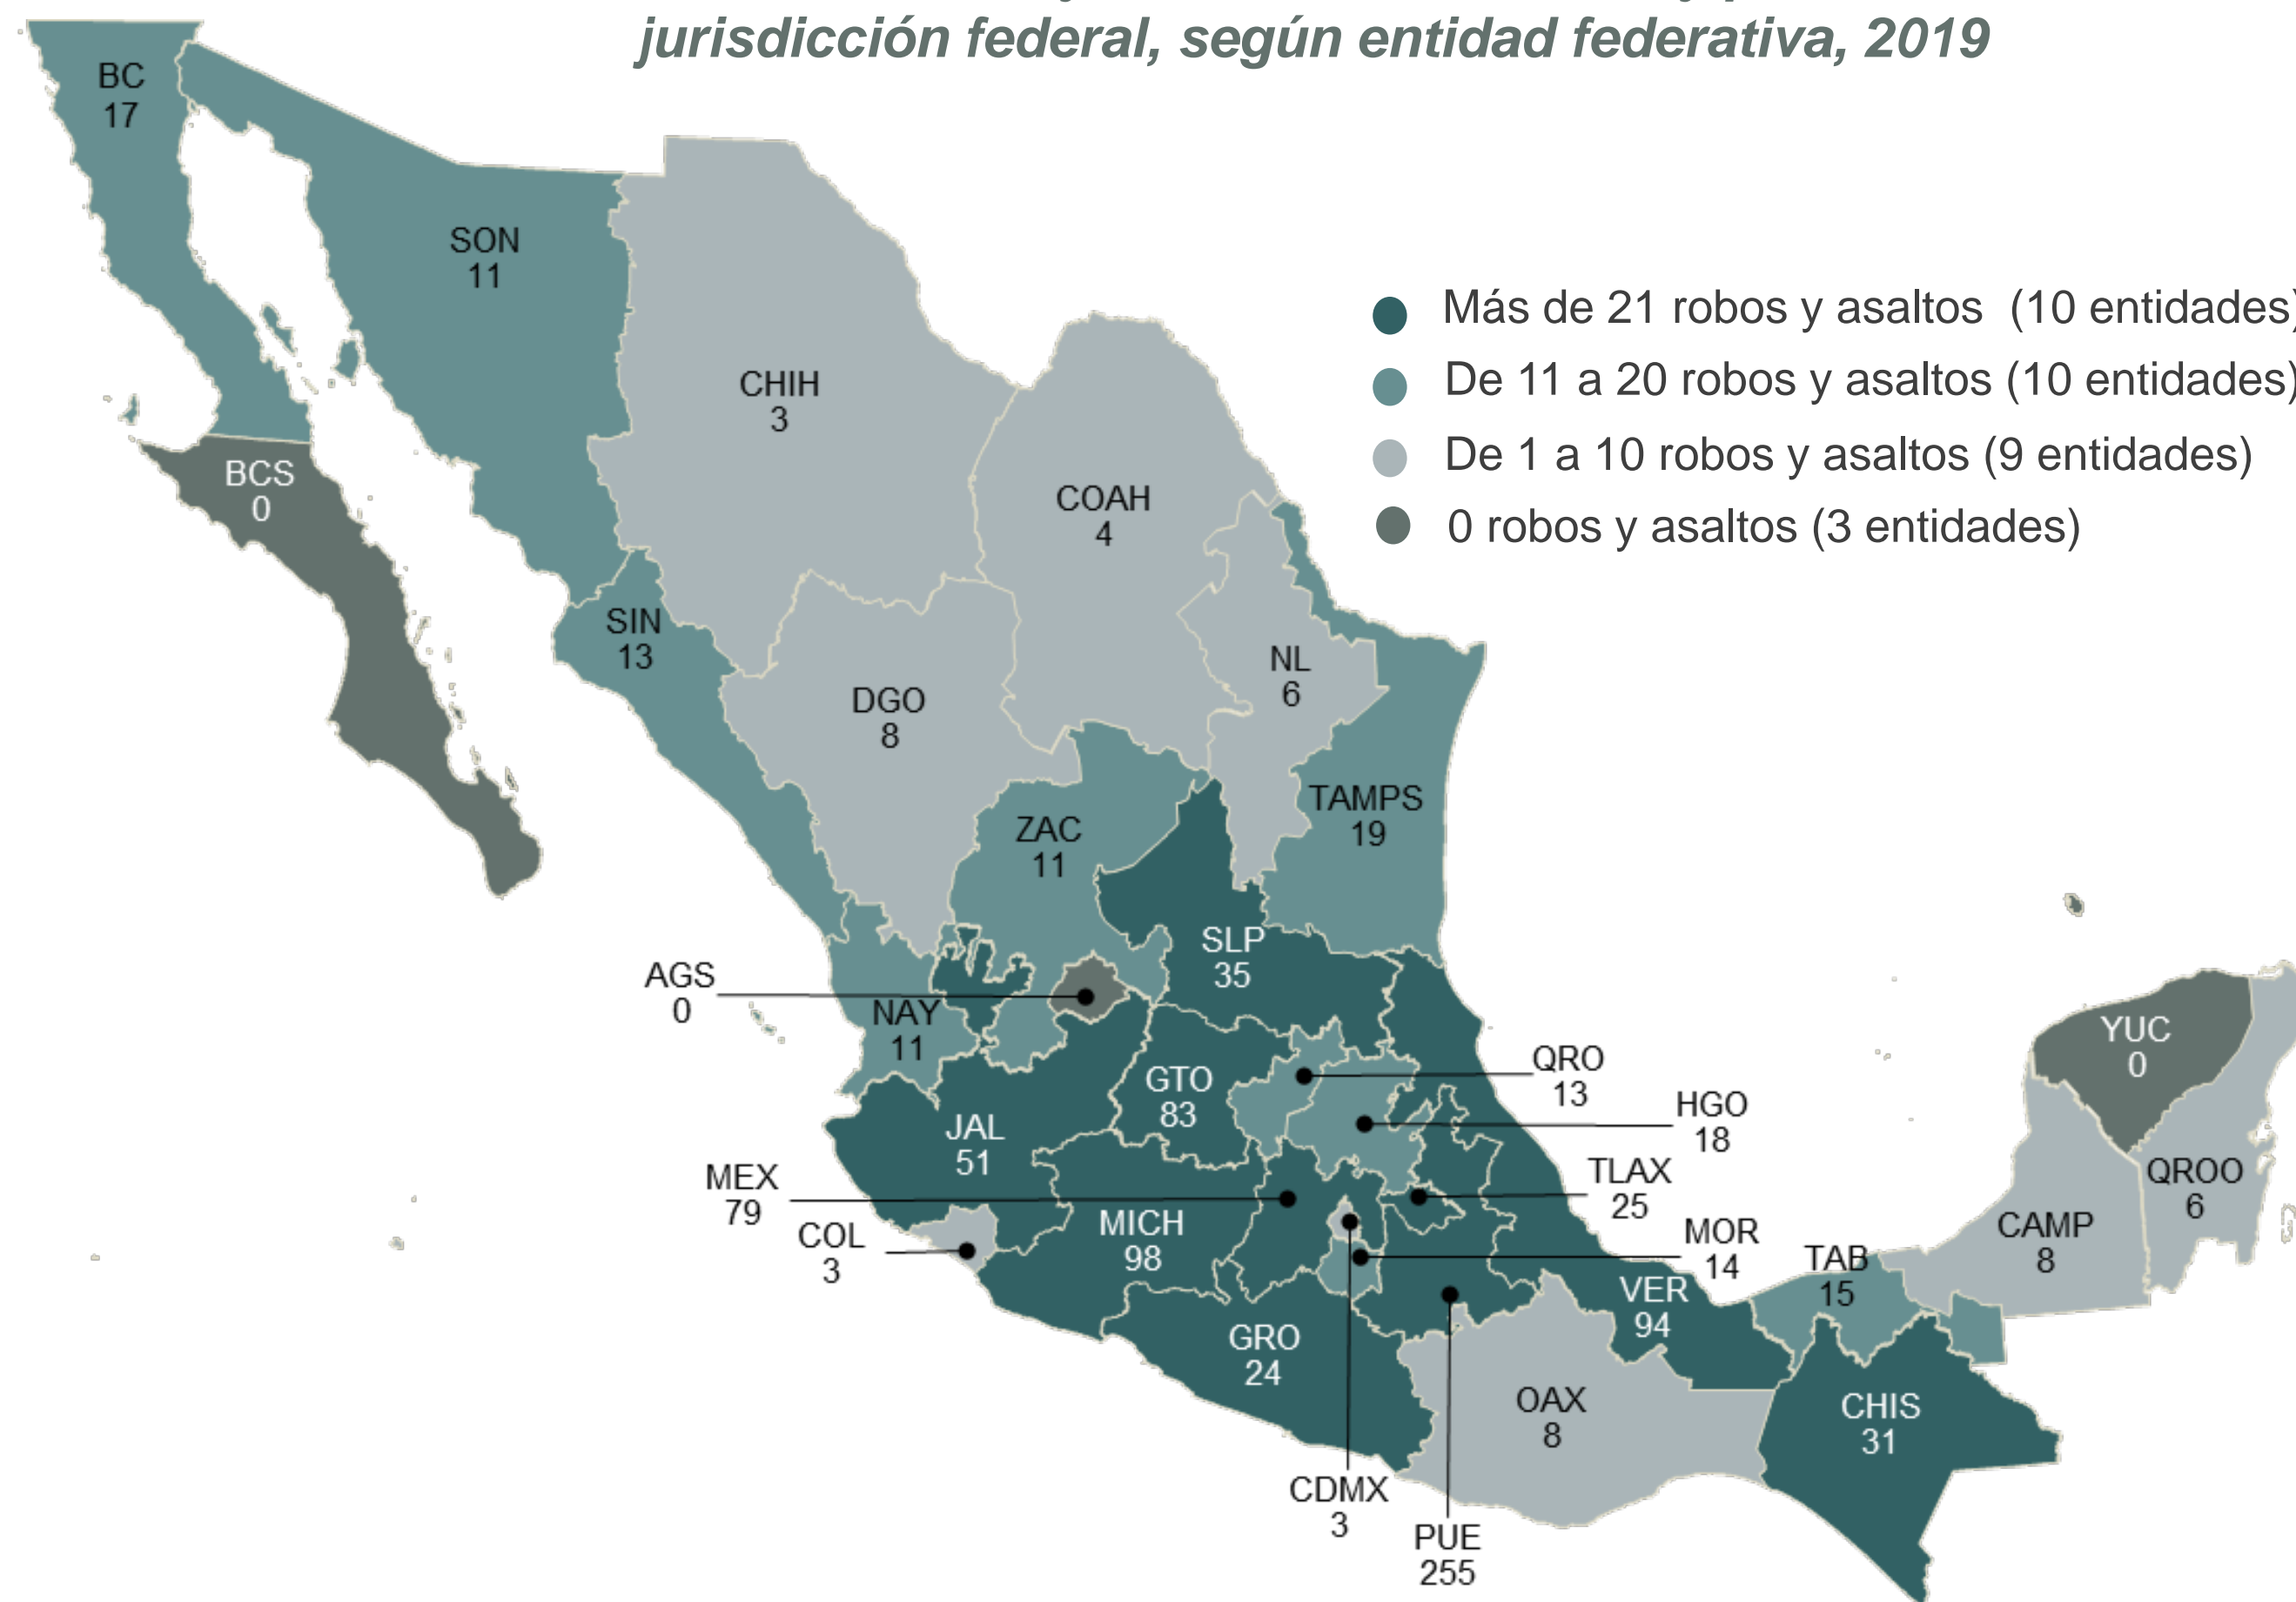 jurisdicción federal, según entidad federativa, 2019
BC
17
SON
11
CHIH
3
Más de 21 robos y asaltos (10 entidades)
De 11 a 20 robos y asaltos (10 entidades)
De 1 a 10 robos y asaltos (9 entidades)
0 robos y asaltos (3 entidades)
BCS
0
COAH
4
SIN
13
NL
6
DGO
8
TAMPS
19
ZAC
11
SLP
35
AGS
0
NAY
11
YUC
0
QRO
13
GTO
83
HGO
18
JAL
51
MEX
79
TLAX
25
QROO
6
COL
3
MICH
98
MOR
14
CAMP
8
TAB
15
VER
94
GRO
24
OAX
8
CHIS
31
CDMX
3
PUE
255